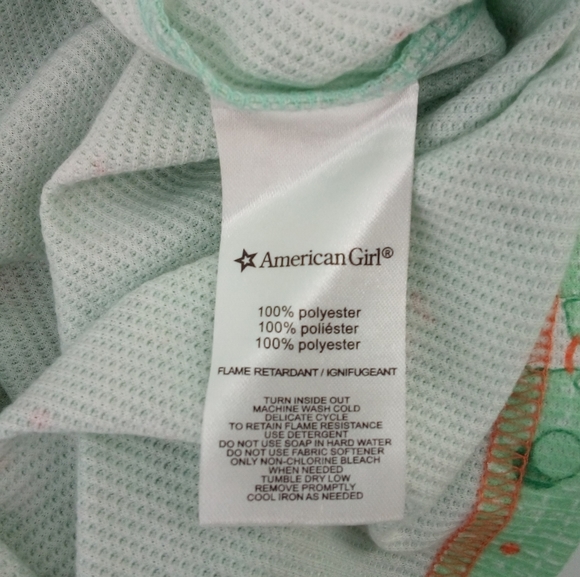 American Girl®
100% polyester
100% poliéster
100% polyester
FLAME RETARDANT / IGNIFUGEANT
TURN INSIDE OUT
MACHINE WASH COLD
DELICATE CYCLE
TO RETAIN FLAME RESISTANCE
USE DETERGENT
DO NOT USE SOAP IN HARD WATER
DO NOT USE FABRIC SOFTENER
ONLY NON-CHLORINE BLEACH
WHEN NEEDED
TUMBLE DRY LOW
REMOVE PROMPTLY
COOL IRON AS NEEDED